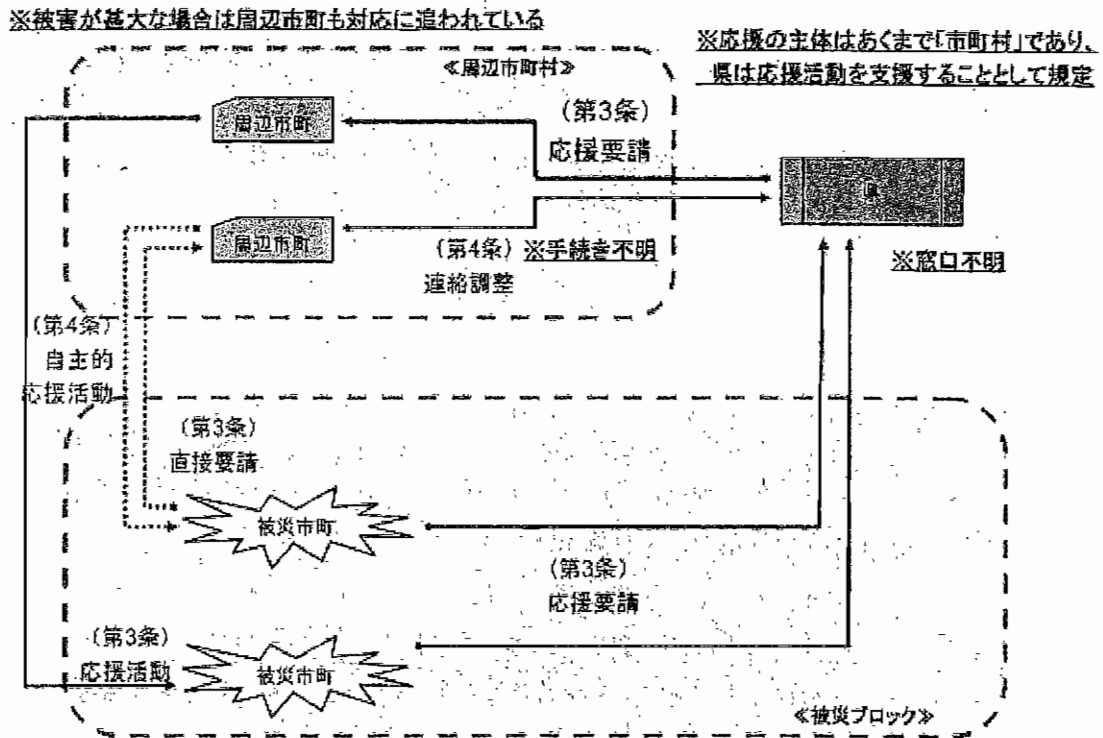 ※被害が甚大な場合は周辺市町も対応に追われている
※応援の主体はあくまで「市町村」であり、
県は応援活動を支援することとして規定
≪周辺市町村≫
周辺市町
(第3条)
応援要請
県
周辺市町
(第4条) ※手続き不明
連絡調整
※窓口不明
(第4条)
自主的
応援活動
(第3条)
直接要請
被災市町
(第3条)
応援要請
(第3条)
応援活動
被災市町
≪被災ブロック≫